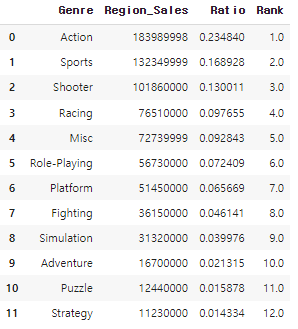 Genre Region_Sales Ratio Rank
0 Action 183989998 0.234840 1.0
1 Sports 132349999 0.168928 2.0
2 Shooter 101860000 0.130011 3.0
3 Racing 76510000 0.097655 4.0
4 Misc 72739999 0.092843 5.0
5 Role-Playing 56730000 0.072409 6.0
6 Platform 51450000 0.065669 7.0
7 Fighting 36150000 0.046141 8.0
8 Simulation 31320000 0.039976 9.0
9 Adventure 16700000 0.021315 10.0
10 Puzzle 12440000 0.015878 11.0
11 Strategy 11230000 0.014334 12.0